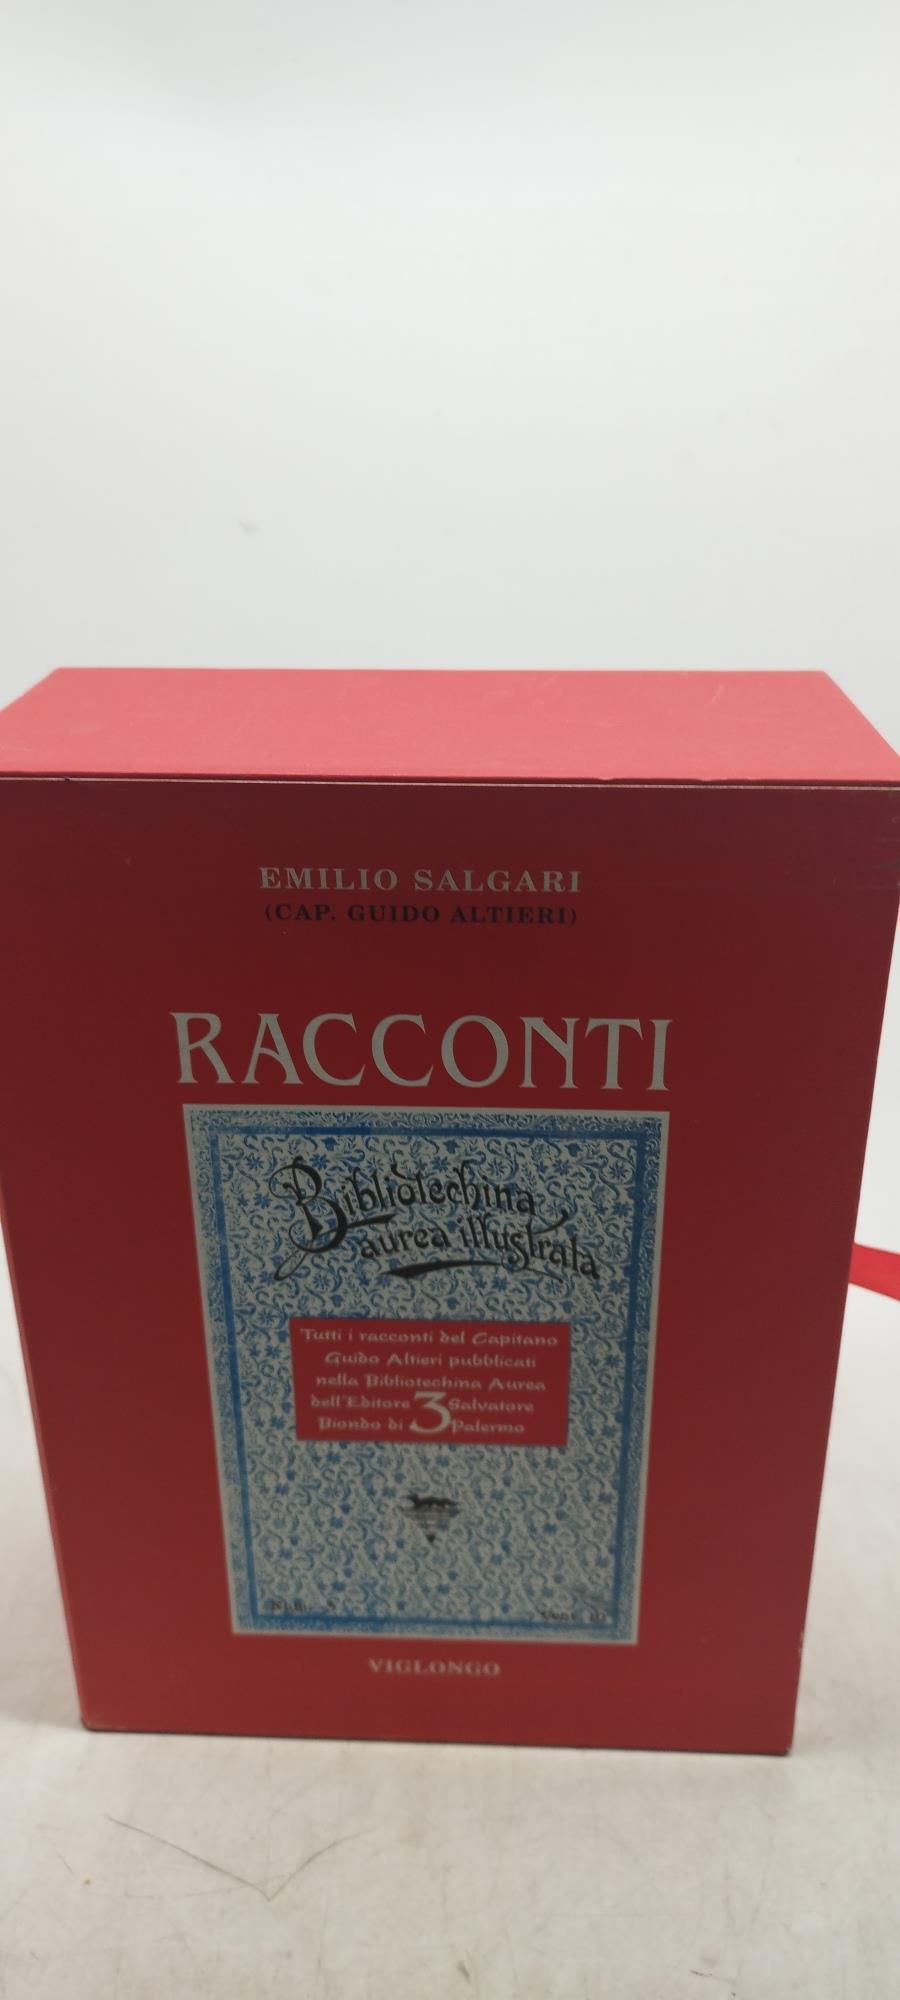 EMILIO SALGARI
(CAP. GUIDO ALTIERI)
RACCONTI
Bibliotechina
aurea illustrata
Tutti i racconti del Capitano
Guido Altieri pubblicati
nella Bibliotechina Aurea
dell'Editore Salvatore
3
Biondo di Palermo
VIGLONGO